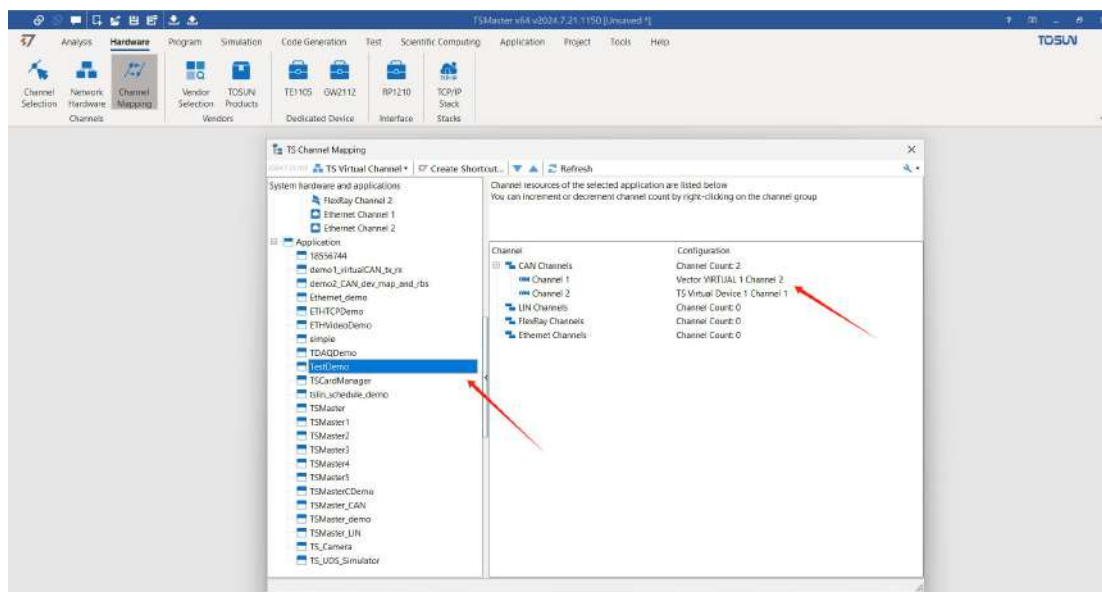 TSMaster x64 v2024.7.21.1150 [Unsaved *]
Analysis Hardware Program Simulation Code Generation Test Scientific Computing Application Project Tools Help
TOSUN
Channel Selection
Network Hardware
Channel Mapping
Vendor Selection
TOSUN Products
TE1105
GW2112
RP1210
TCP/IP Stack
Channels
Vendors
Dedicated Device
Interface
Stacks
TS Channel Mapping
TS Virtual Channel
Create Shortcut...
Refresh
System hardware and applications
FlexRay Channel 2
Ethernet Channel 1
Ethernet Channel 2
Application
18556744
demo1_virtualCAN_tx_rx
demo2_CAN_dev_map_and_rbs
Ethernet_demo
ETHTCPDemo
ETHVideoDemo
simple
TDAQDemo
TestDemo
TSCardManager
tslin_schedule_demo
TSMaster
TSMaster1
TSMaster2
TSMaster3
TSMaster4
TSMaster5
TSMasterCDemo
TSMaster_CAN
TSMaster_demo
TSMaster_LIN
TS_Camera
TS_UDS_Simulator
Channel resources of the selected application are listed below
You can increment or decrement channel count by right-clicking on the channel group
Channel Configuration
CAN Channels Channel Count: 2
Channel 1 Vector VIRTUAL 1 Channel 2
Channel 2 TS Virtual Device 1 Channel 1
LIN Channels Channel Count: 0
FlexRay Channels Channel Count: 0
Ethernet Channels Channel Count: 0